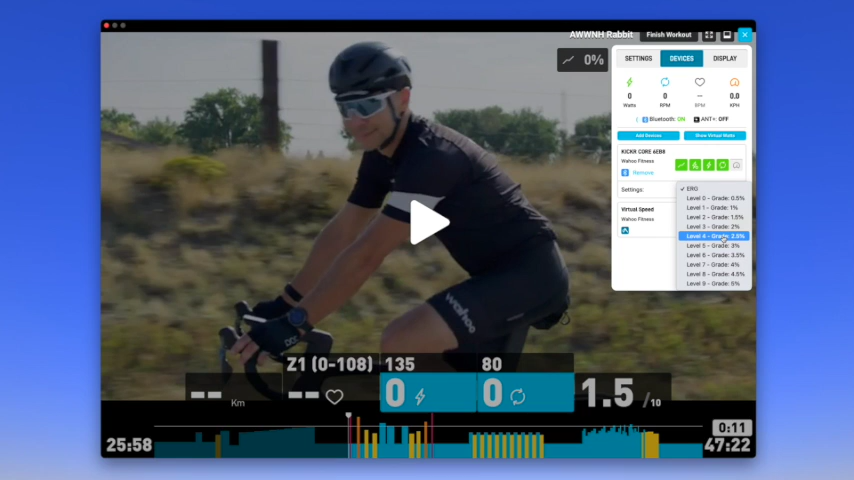 AWWNH Rabbit
Finish Workout
0%
SETTINGS
DEVICES
DISPLAY
0
0
--
0.0
Watts
RPM
BPM
KPH
Bluetooth: ON
ANT+: OFF
Add Devices
Show Virtual Watts
KICKR CORE 6EB8
Wahoo Fitness
Remove
Settings:
✓ ERG
Level 0 - Grade: 0.5%
Level 1 - Grade: 1%
Level 2 - Grade: 1.5%
Level 3 - Grade: 2%
Level 4 - Grade: 2.5%
Level 5 - Grade: 3%
Level 6 - Grade: 3.5%
Level 7 - Grade: 4%
Level 8 - Grade: 4.5%
Level 9 - Grade: 5%
Virtual Speed
Wahoo Fitness
wahoo
Z1 (0-108)
135
80
-- Km
--
0
0
1.5 /10
0:11
25:58
47:22